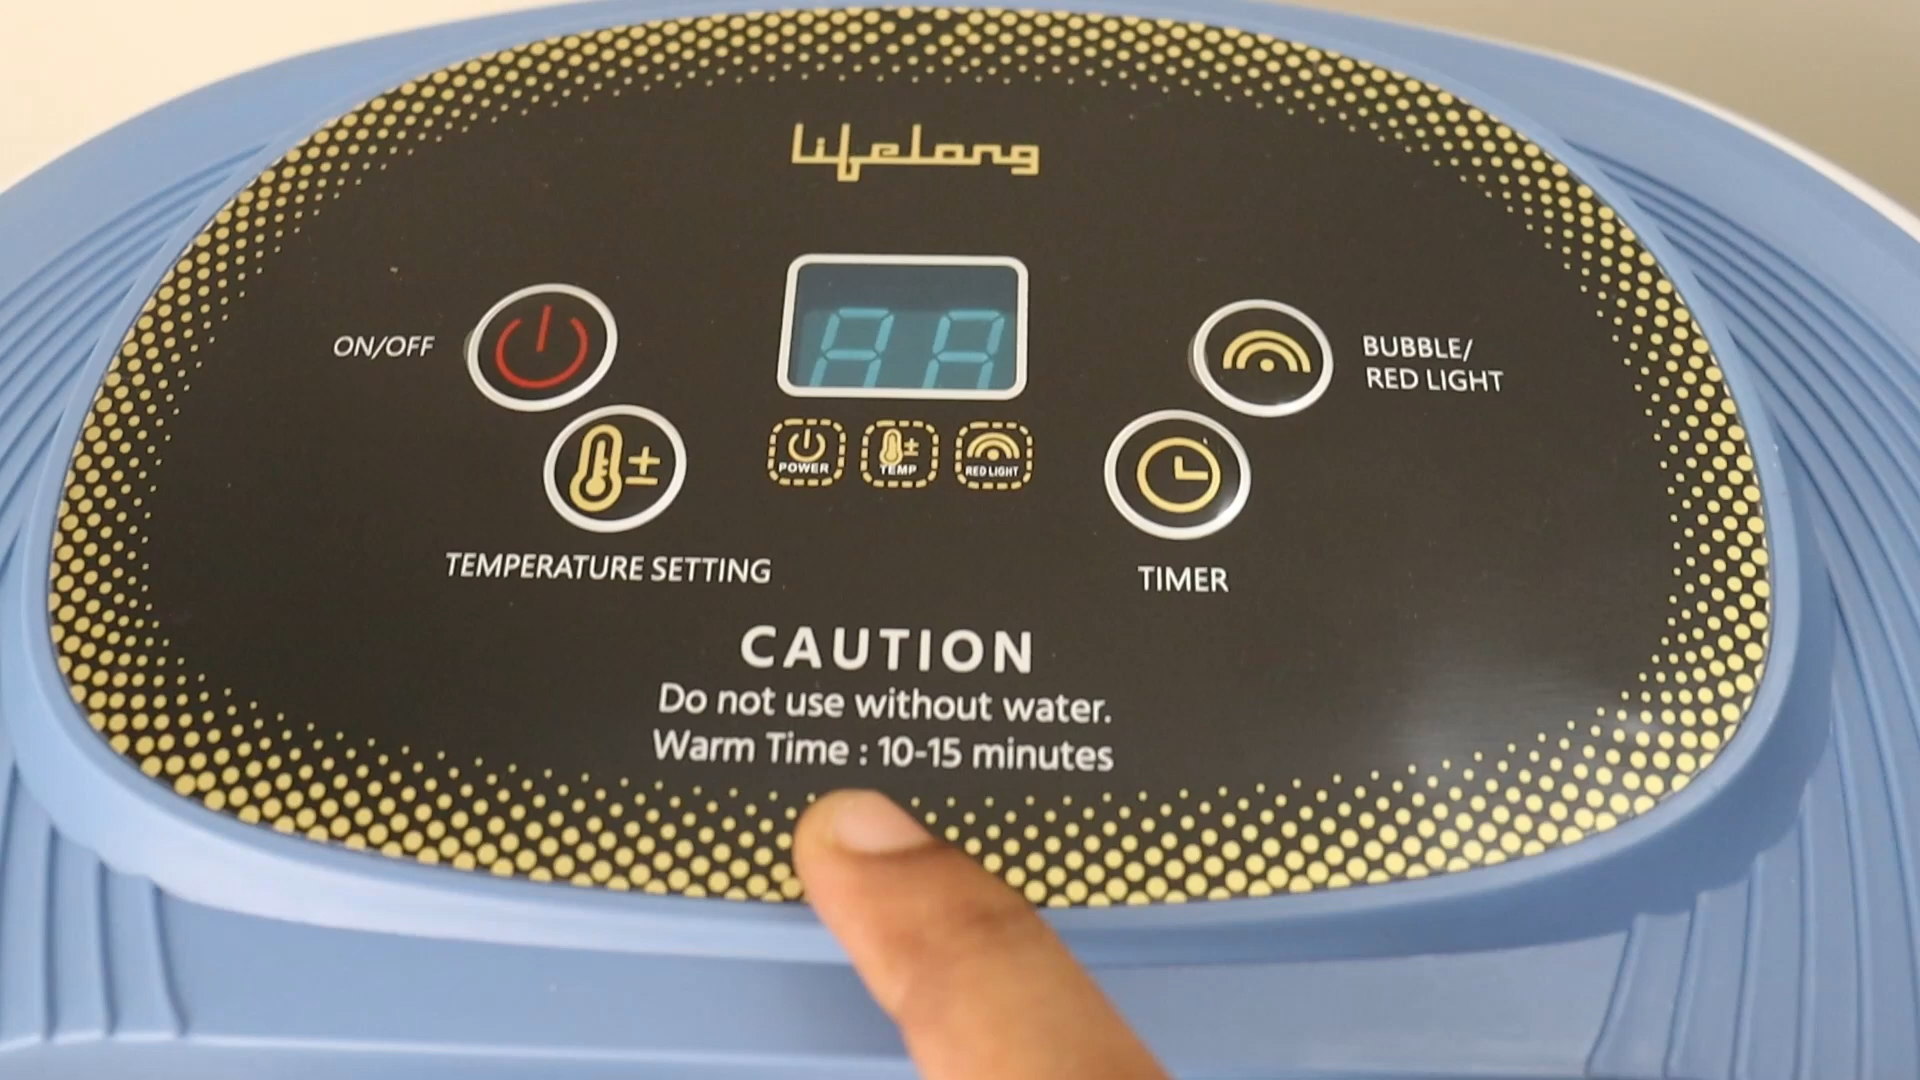 lifelong
ON/OFF
BUBBLE/
RED LIGHT
POWER
TEMP
RED LIGHT
TEMPERATURE SETTING
TIMER
CAUTION
Do not use without water.
Warm Time : 10-15 minutes